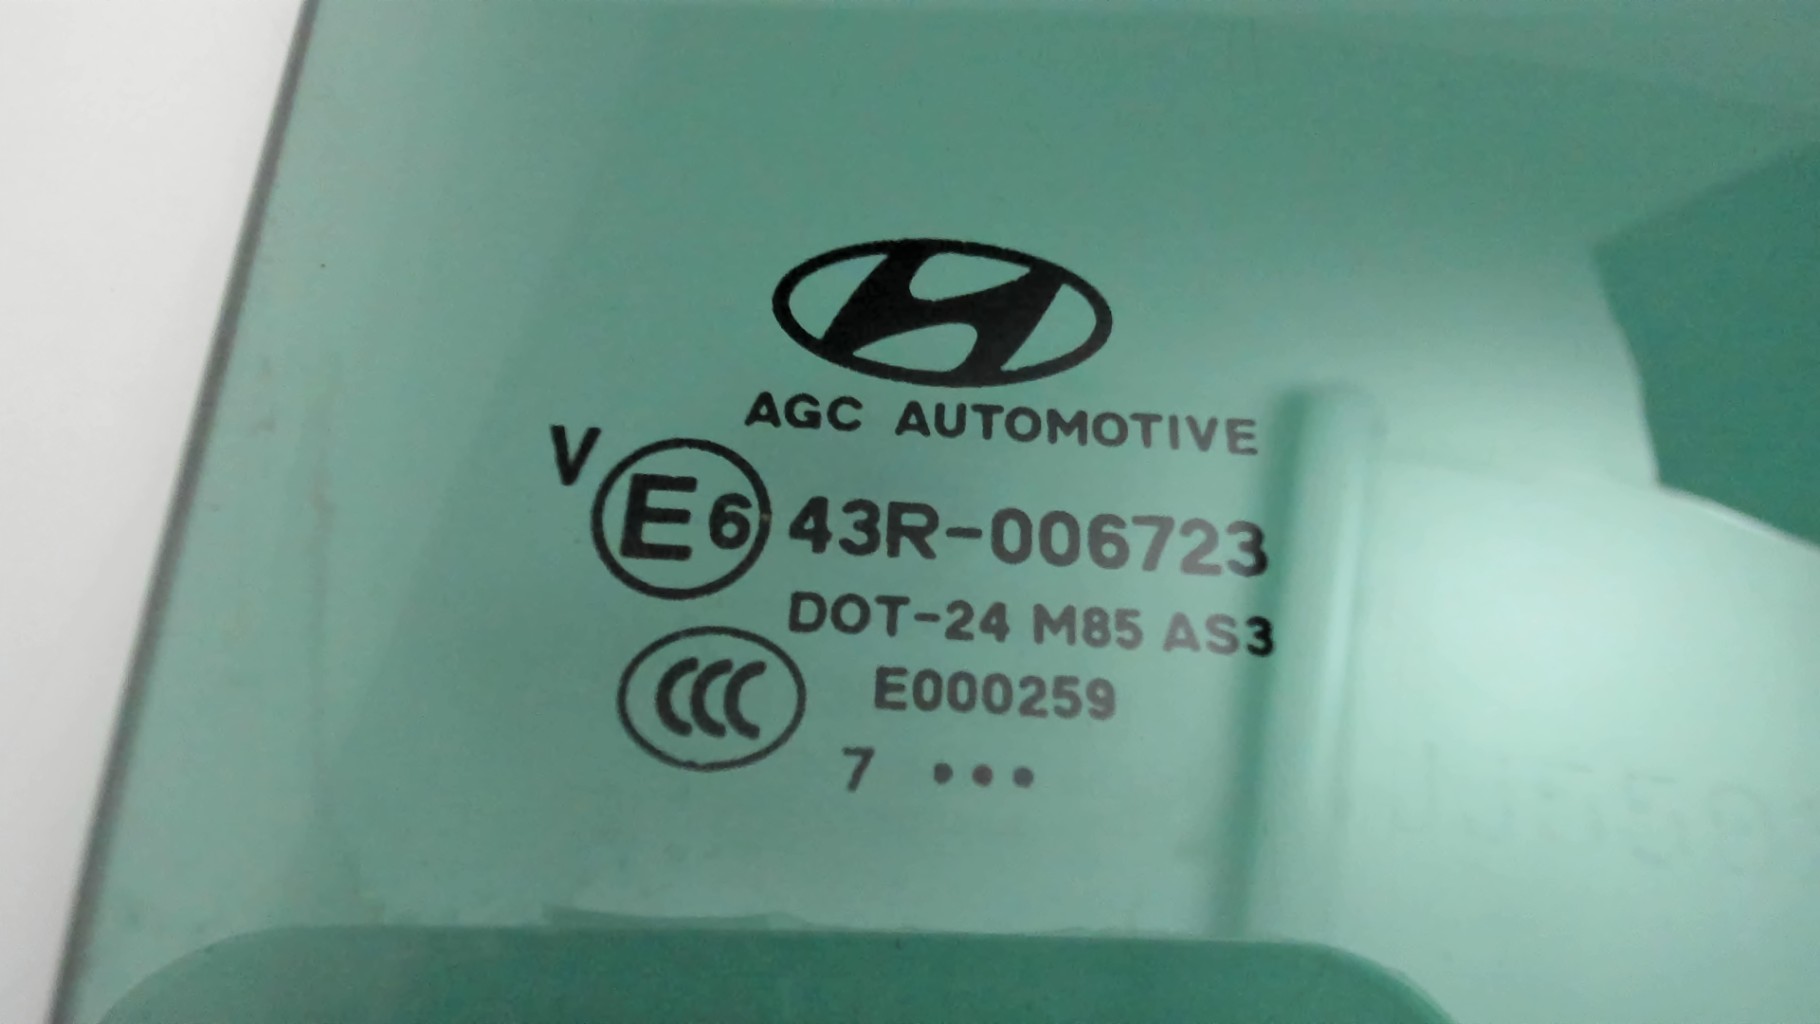 AGC AUTOMOTIVE
V
E6 43R-006723
DOT-24 M85 AS3
CCC E000259
7 •••